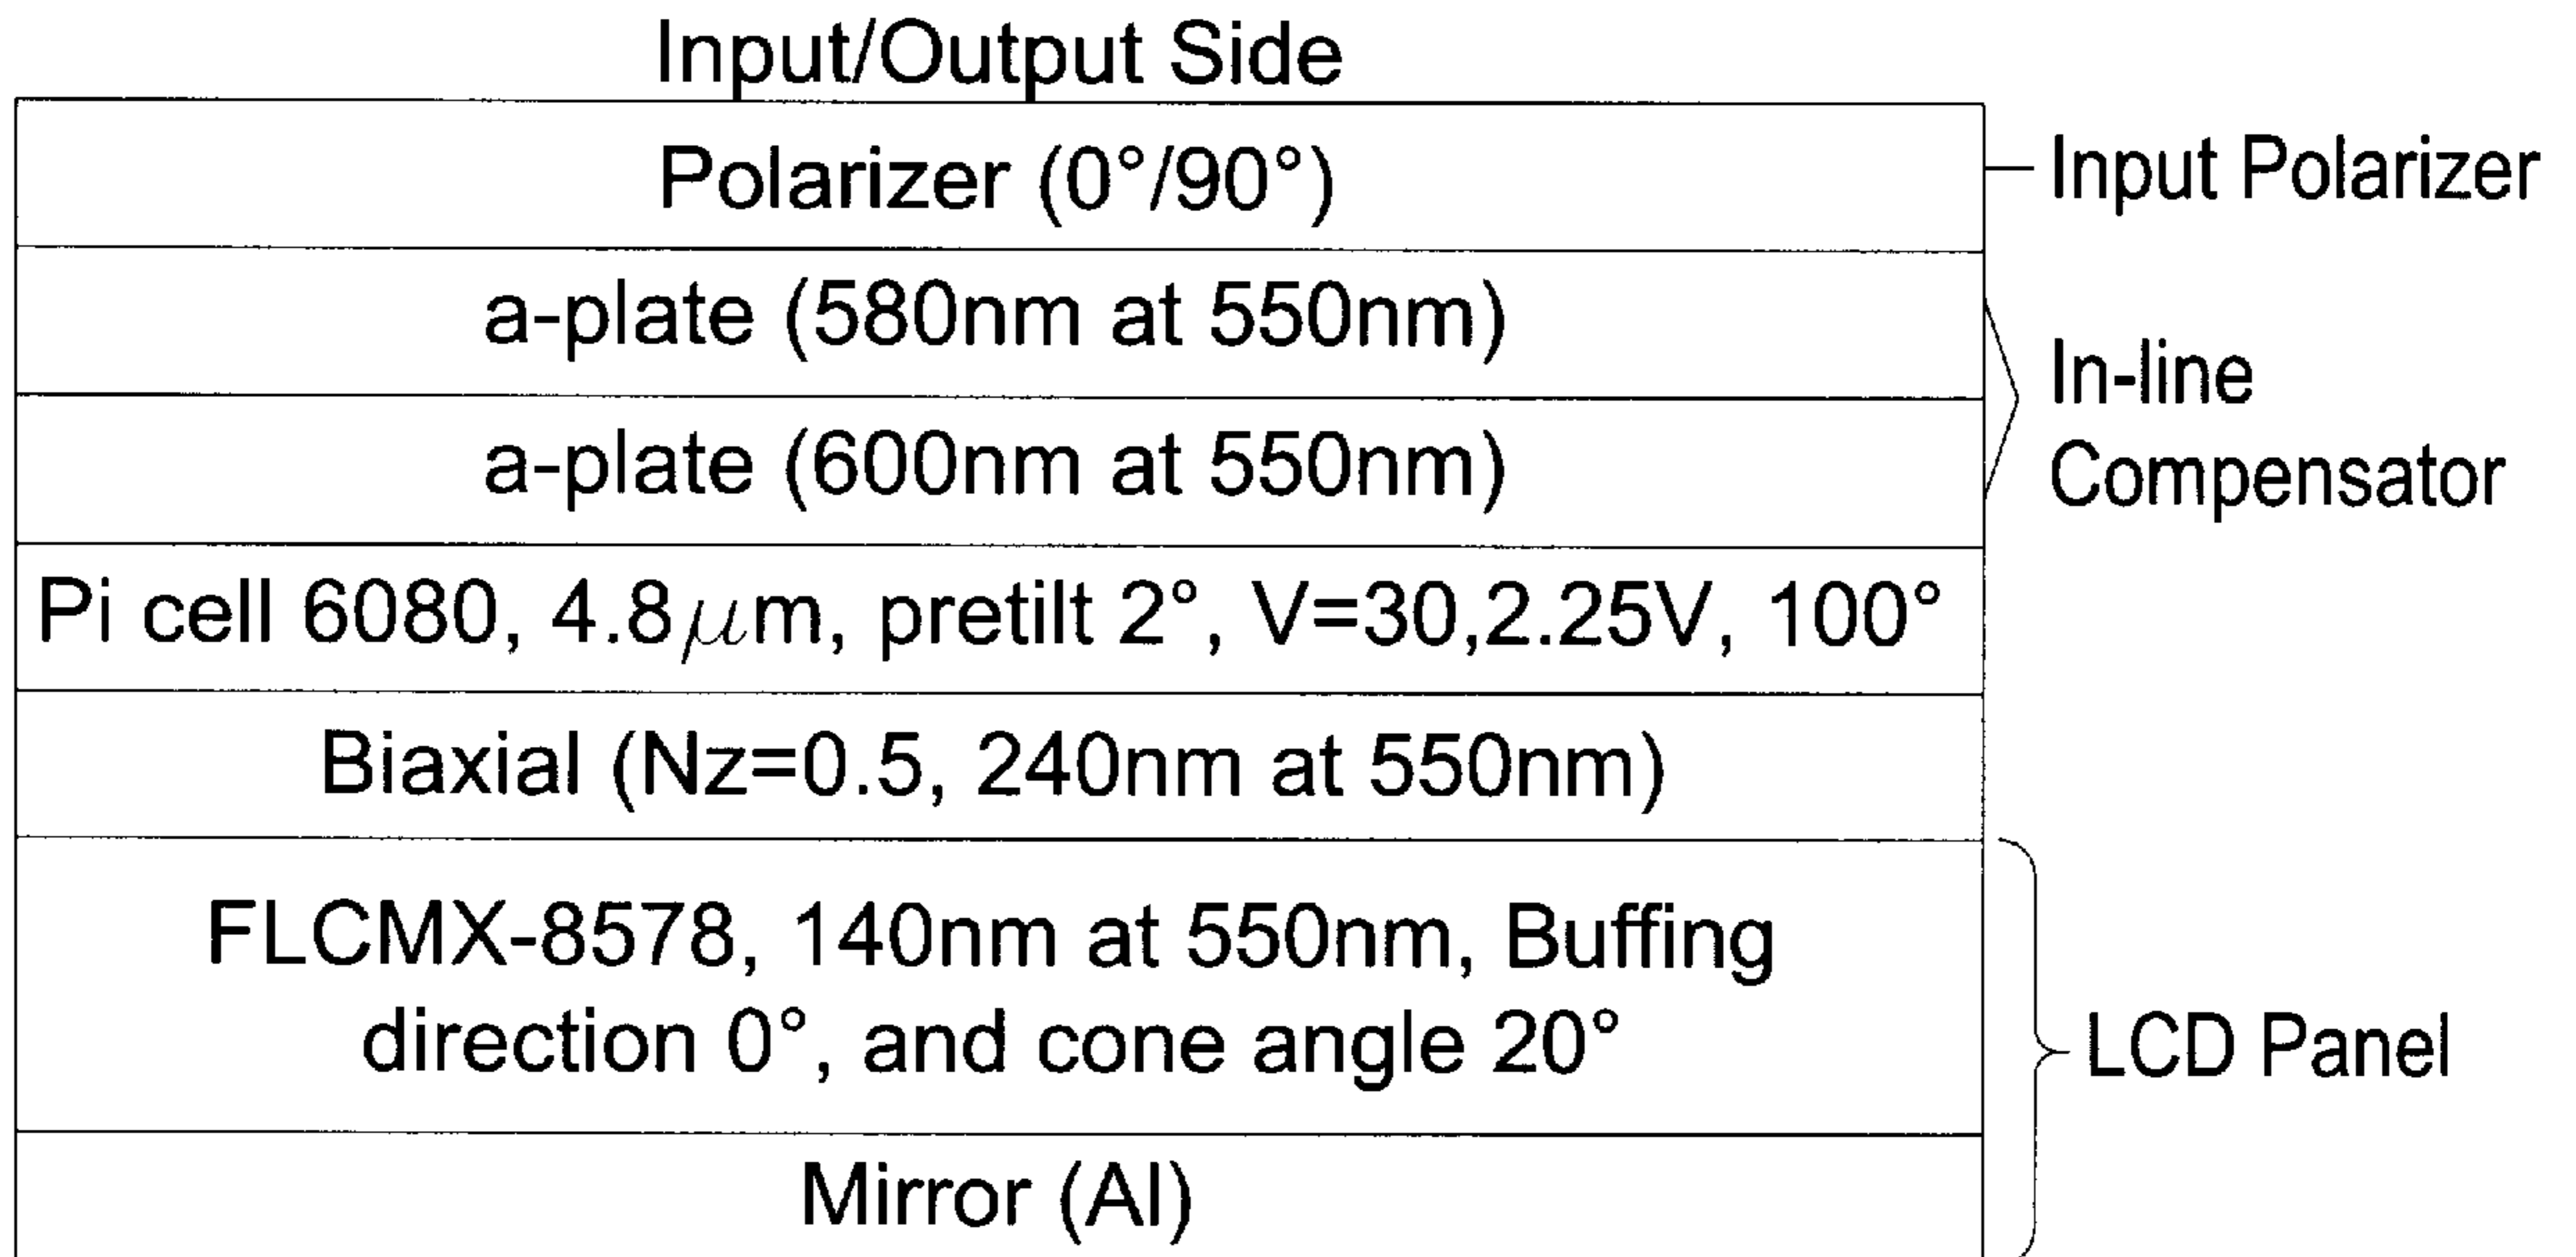 Input/Output Side
Polarizer (0°/90°)
Input Polarizer
a-plate (580nm at 550nm)
a-plate (600nm at 550nm)
In-line
Compensator
Pi cell 6080, 4.8μm, pretilt 2°, V=30,2.25V, 100°
Biaxial (Nz=0.5, 240nm at 550nm)
FLCMX-8578, 140nm at 550nm, Buffing
direction 0°, and cone angle 20°
LCD Panel
Mirror (Al)